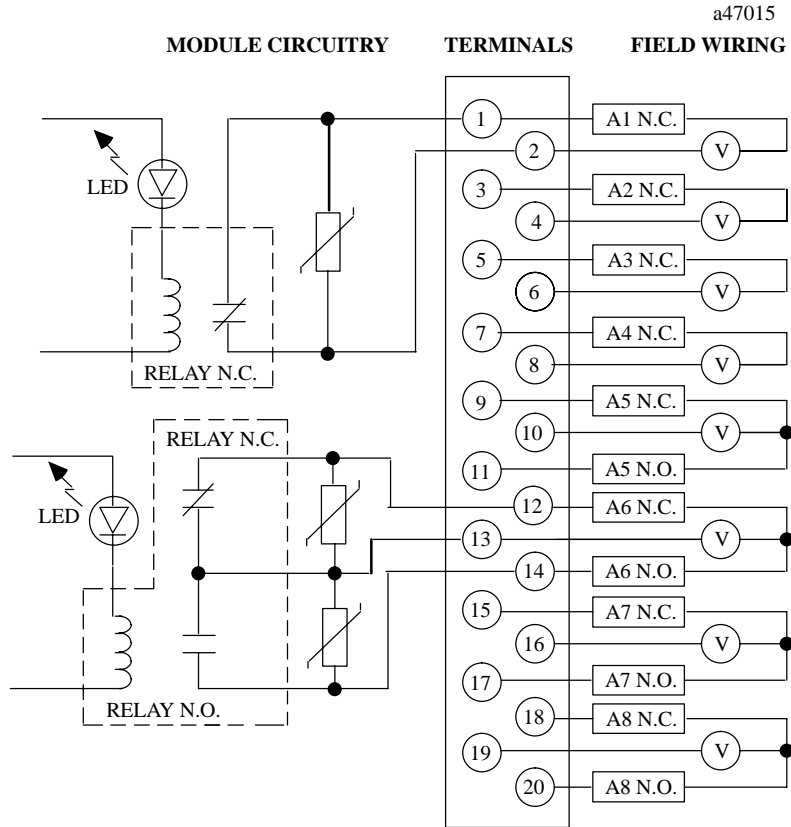 a47015
MODULE CIRCUITRY TERMINALS FIELD WIRING
1 A1 N.C.
2 V
LED
3 A2 N.C.
4 V
5 A3 N.C.
6 V
7 A4 N.C.
8 V
RELAY N.C.
9 A5 N.C.
10 V
RELAY N.C.
11 A5 N.O.
12 A6 N.C.
LED
13 V
14 A6 N.O.
15 A7 N.C.
16 V
17 A7 N.O.
RELAY N.O.
18 A8 N.C.
19 V
20 A8 N.O.